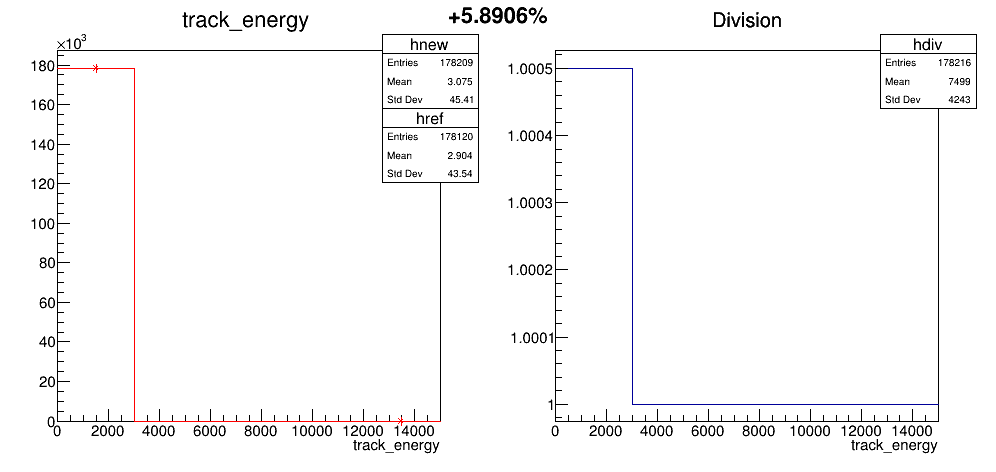 +5.8906%
track_energy
×10³
180
160
140
120
100
80
60
40
20
0
0 2000 4000 6000 8000 10000 12000 14000
track_energy
hnew
Entries 178209
Mean 3.075
Std Dev 45.41
href
Entries 178120
Mean 2.904
Std Dev 43.54
Division
1.0005
1.0004
1.0003
1.0002
1.0001
1
0 2000 4000 6000 8000 10000 12000 14000
track_energy
hdiv
Entries 178216
Mean 7499
Std Dev 4243